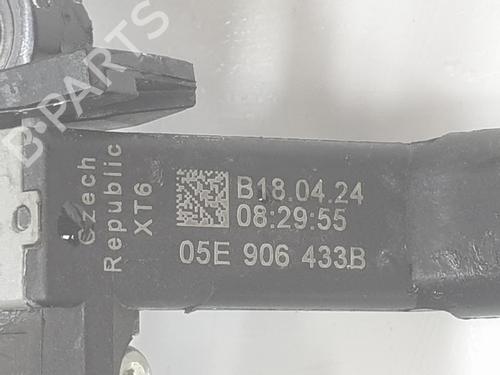 B-PARTS
Czech
Republic
XT6
B18.04.24
08:29:55
05E 906 433B